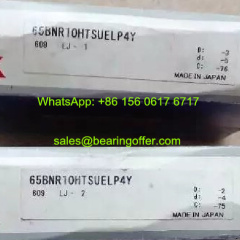 65BNR10HTSUELP4Y
609 LJ- 1
D: -3
d: -5
C: -76
MADE IN JAPAN
WhatsApp: +86 156 0617 6717
sales@bearingoffer.com
65BNR10HTSUELP4Y
609 LJ- 2
D: -2
d: -4
C: -75
MADE IN JAPAN